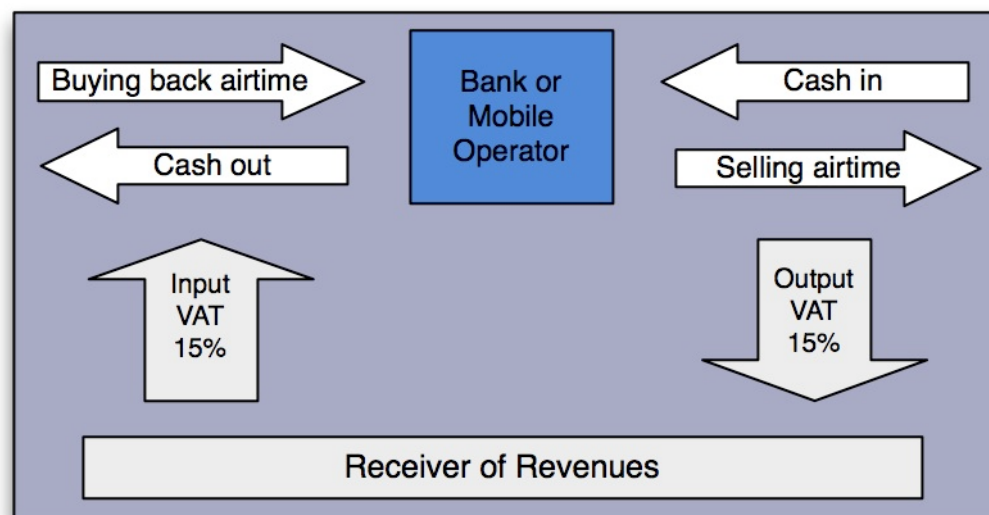 Buying back airtime
Cash out
Bank or
Mobile
Operator
Cash in
Selling airtime
Input
VAT
15%
Output
VAT
15%
Receiver of Revenues